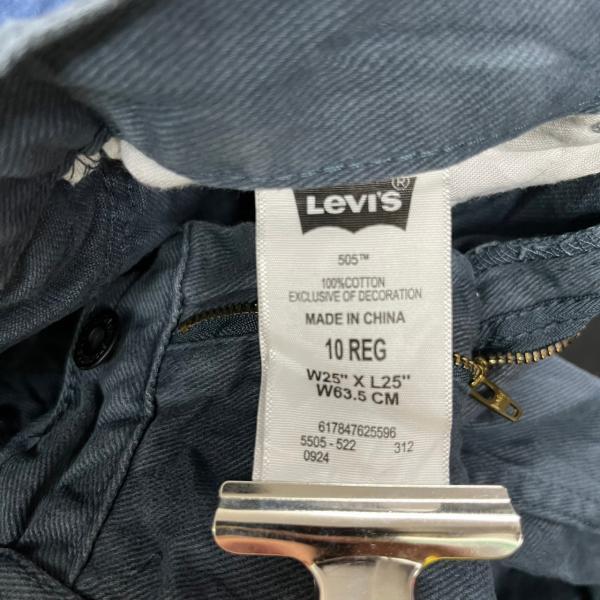 LEVI'S®
505™
100%COTTON
EXCLUSIVE OF DECORATION
MADE IN CHINA
10 REG
W25" X L25"
W63.5 CM
617847625596
5505 - 522 312
0924